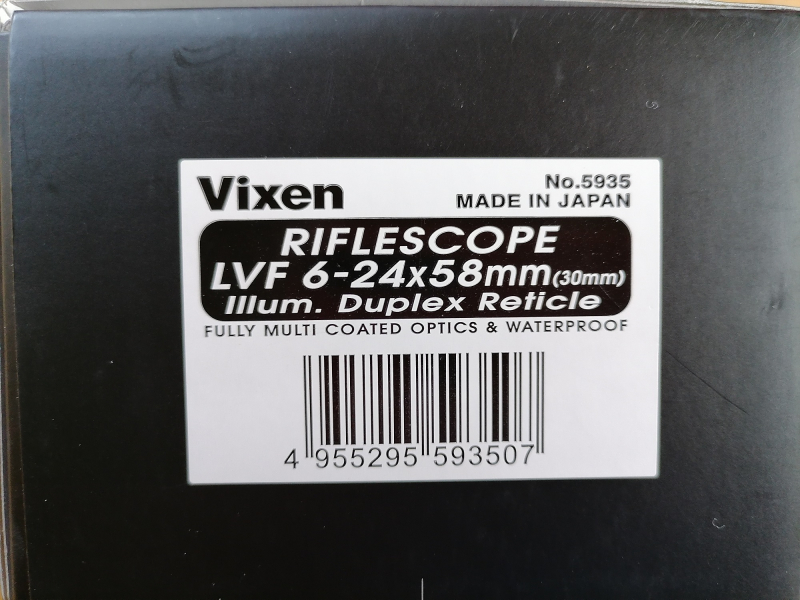 Vixen
No.5935
MADE IN JAPAN
RIFLESCOPE
LVF 6-24x58mm(30mm)
Illum. Duplex Reticle
FULLY MULTI COATED OPTICS & WATERPROOF
4 955295 593507